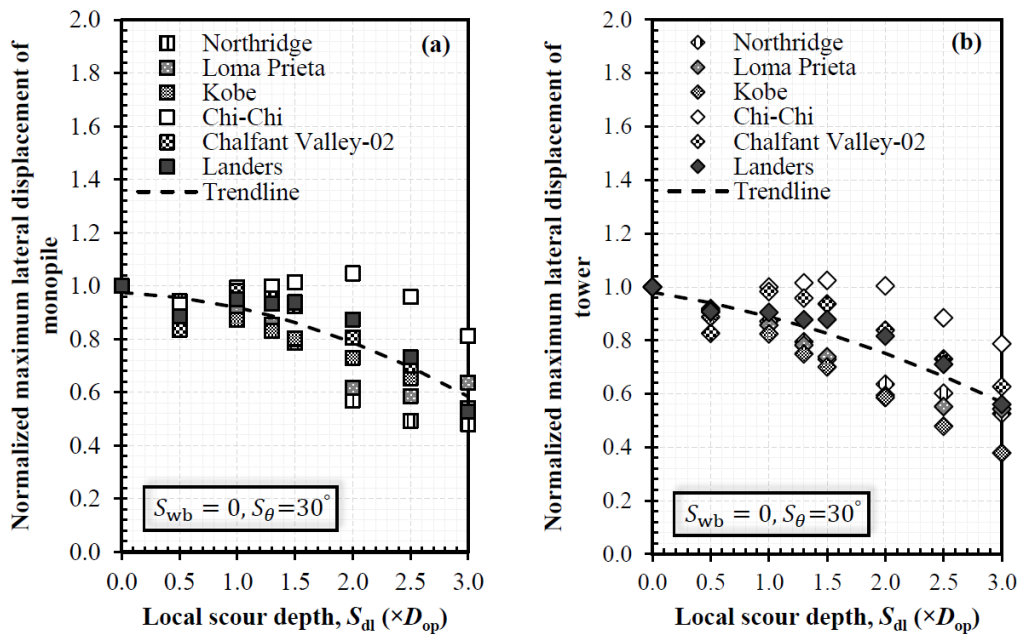 Normalized maximum lateral displacement of
monopile
2.0
1.8
1.6
1.4
1.2
1.0
0.8
0.6
0.4
0.2
0.0
(a)
Northridge
Loma Prieta
Kobe
Chi-Chi
Chalfant Valley-02
Landers
Trendline
S_wb = 0, S_θ=30°
0.0 0.5 1.0 1.5 2.0 2.5 3.0
Local scour depth, S_dl (×D_op)
Normalized maximum lateral displacement of
tower
2.0
1.8
1.6
1.4
1.2
1.0
0.8
0.6
0.4
0.2
0.0
(b)
Northridge
Loma Prieta
Kobe
Chi-Chi
Chalfant Valley-02
Landers
Trendline
S_wb = 0, S_θ=30°
0.0 0.5 1.0 1.5 2.0 2.5 3.0
Local scour depth, S_dl (×D_op)